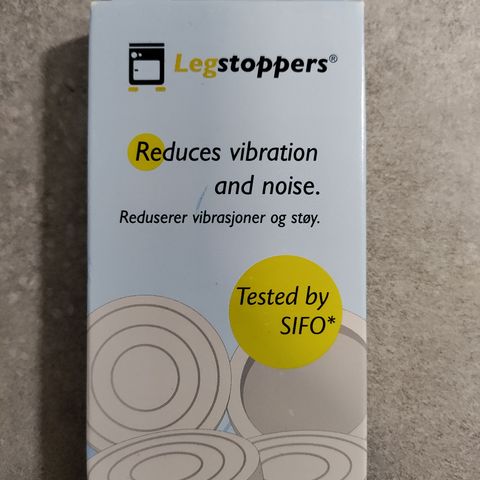 Legstoppers®
Reduces vibration
and noise.
Reduserer vibrasjoner og støy.
Tested by
SIFO*